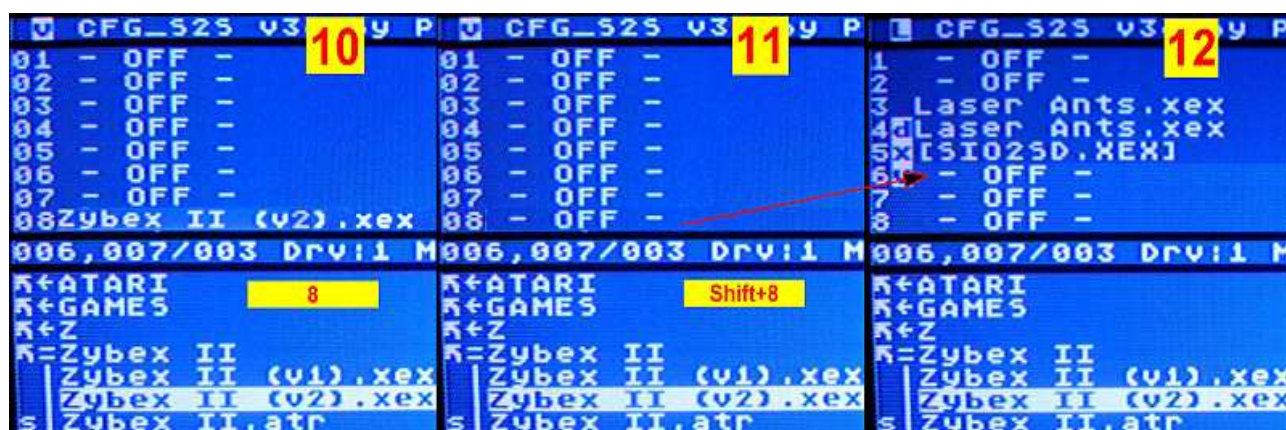 CFG_S2S v3 y P
10
01 - OFF -
02 - OFF -
03 - OFF -
04 - OFF -
05 - OFF -
06 - OFF -
07 - OFF -
08Zybex II (v2).xex
006,007/003 Drv:1 M
←ATARI
←GAMES
←Z
=Zybex II
Zybex II (v1).xex
Zybex II (v2).xex
s Zybex II.atr
8
CFG_S2S v3 y P
11
01 - OFF -
02 - OFF -
03 - OFF -
04 - OFF -
05 - OFF -
06 - OFF -
07 - OFF -
08 - OFF -
006,007/003 Drv:1 M
←ATARI
←GAMES
←Z
=Zybex II
Zybex II (v1).xex
Zybex II (v2).xex
s Zybex II.atr
Shift+8
L CFG_S2S v3 y P
12
1 - OFF -
2 - OFF -
3 Laser Ants.xex
4dLaser Ants.xex
5x[SIO2SD.XEX]
6 - OFF -
7 - OFF -
8 - OFF -
006,007/003 Drv:1 M
←ATARI
←GAMES
←Z
=Zybex II
Zybex II (v1).xex
Zybex II (v2).xex
s Zybex II.atr